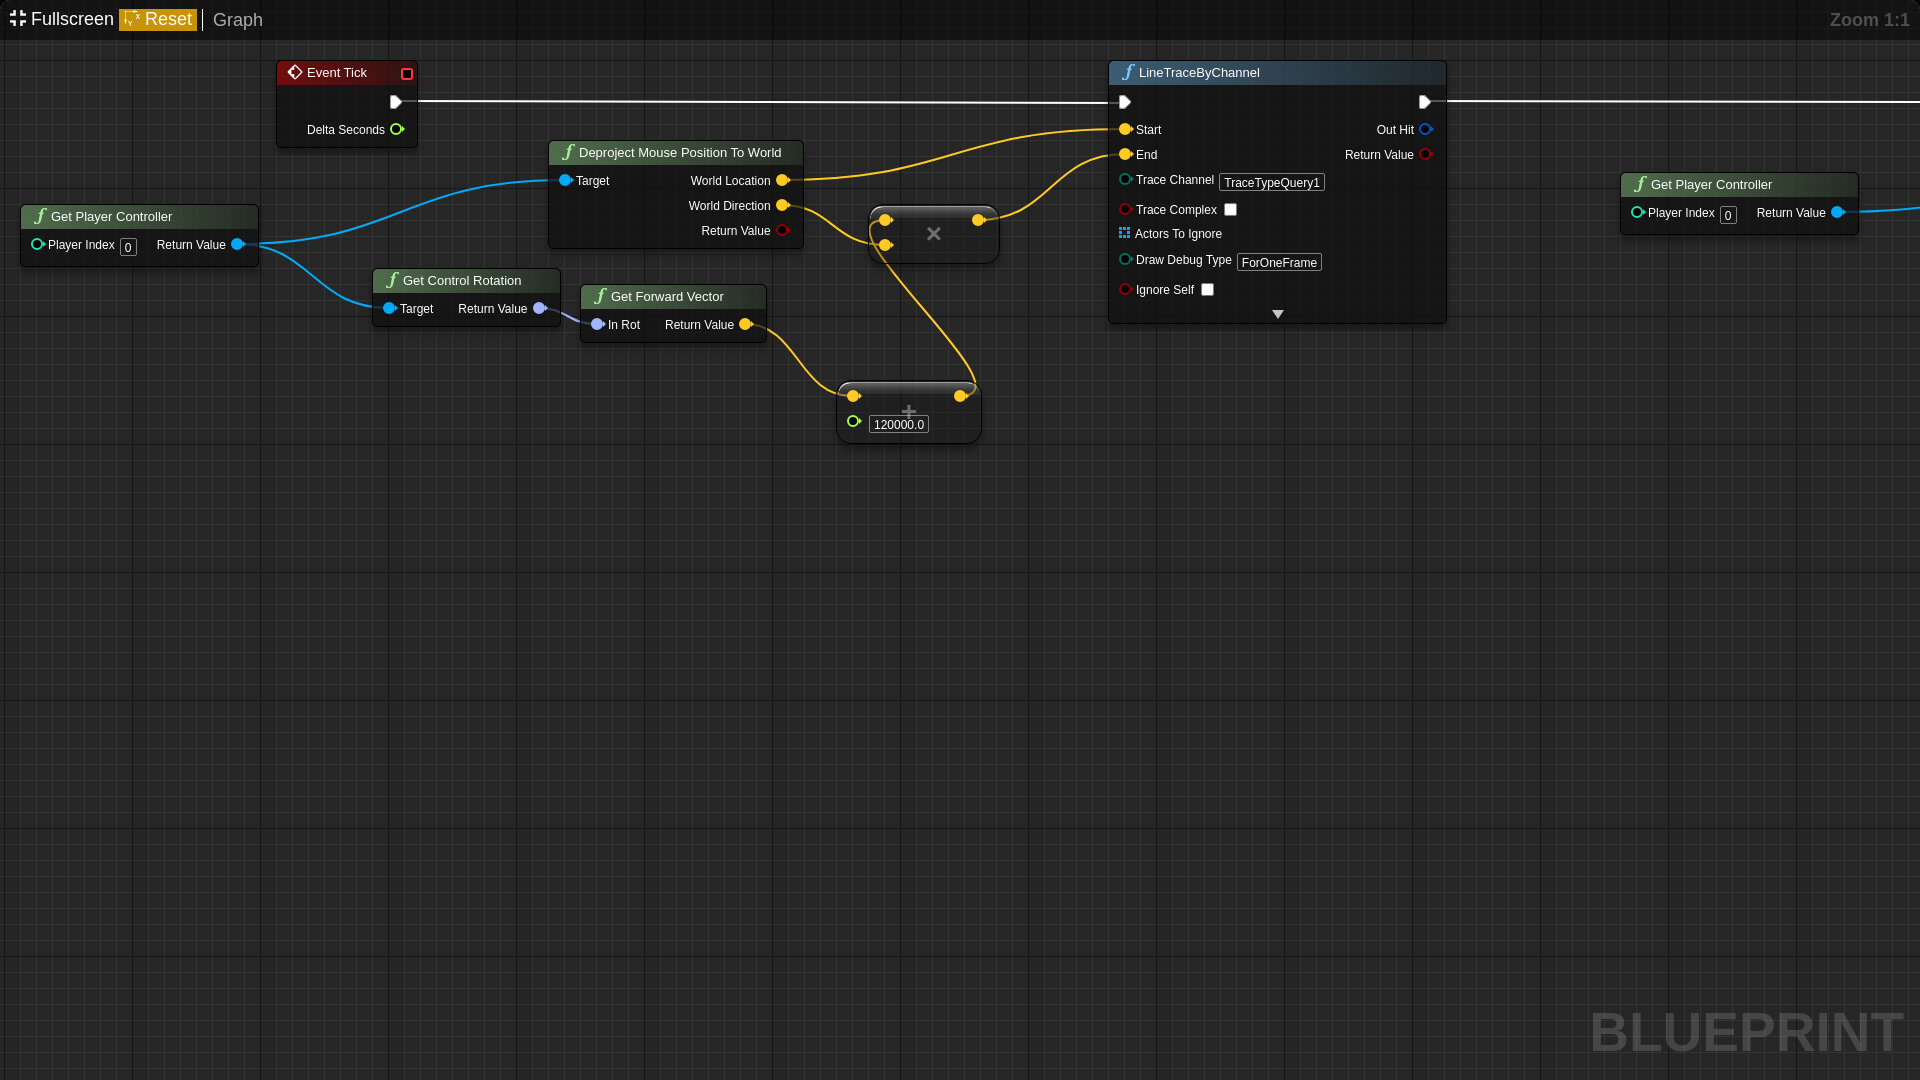 Fullscreen Reset Graph
Zoom 1:1
Event Tick
Delta Seconds
Get Player Controller
Player Index 0 Return Value
Deproject Mouse Position To World
Target World Location
World Direction
Return Value
Get Control Rotation
Target Return Value
Get Forward Vector
In Rot Return Value
×
+
120000.0
LineTraceByChannel
Start Out Hit
End Return Value
Trace Channel TraceTypeQuery1
Trace Complex
Actors To Ignore
Draw Debug Type ForOneFrame
Ignore Self
Get Player Controller
Player Index 0 Return Value
BLUEPRINT